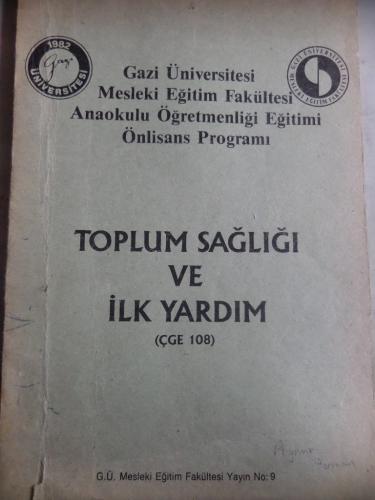 1982
Gazi
ÜNİVERSİTESİ
Gazi Üniversitesi
Mesleki Eğitim Fakültesi
Anaokulu Öğretmenliği Eğitimi
Önlisans Programı
TOPLUM SAĞLIĞI
VE
İLK YARDIM
(ÇGE 108)
G.Ü. Mesleki Eğitim Fakültesi Yayın No: 9